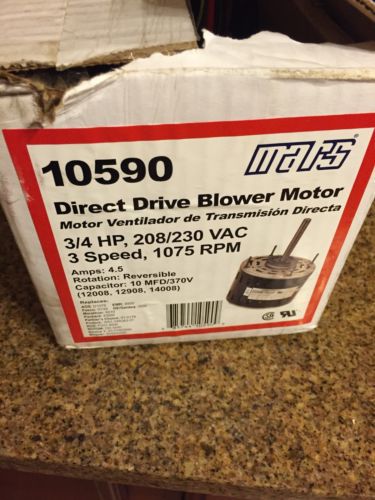 mars
10590
Direct Drive Blower Motor
Motor Ventilador de Transmisión Directa
3/4 HP, 208/230 VAC
3 Speed, 1075 RPM
Amps: 4.5
Rotation: Reversible
Capacitor: 10 MFD/370V
(12008, 12908, 14008)
Replaces: